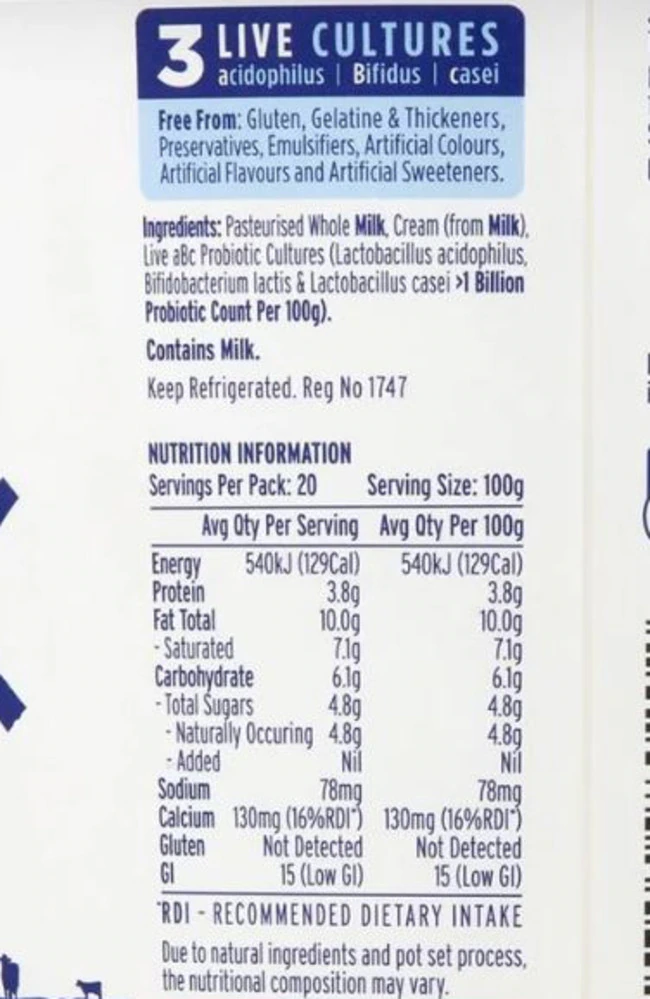 3 LIVE CULTURES
acidophilus | Bifidus | casei
Free From: Gluten, Gelatine & Thickeners,
Preservatives, Emulsifiers, Artificial Colours,
Artificial Flavours and Artificial Sweeteners.
Ingredients: Pasteurised Whole Milk, Cream (from Milk),
Live aBc Probiotic Cultures (Lactobacillus acidophilus,
Bifidobacterium lactis & Lactobacillus casei >1 Billion
Probiotic Count Per 100g).
Contains Milk.
Keep Refrigerated. Reg No 1747
NUTRITION INFORMATION
Servings Per Pack: 20 Serving Size: 100g
Avg Qty Per Serving Avg Qty Per 100g
Energy 540kJ (129Cal) 540kJ (129Cal)
Protein 3.8g 3.8g
Fat Total 10.0g 10.0g
- Saturated 7.1g 7.1g
Carbohydrate 6.1g 6.1g
- Total Sugars 4.8g 4.8g
- Naturally Occuring 4.8g 4.8g
- Added Nil Nil
Sodium 78mg 78mg
Calcium 130mg (16%RDI*) 130mg (16%RDI*)
Gluten Not Detected Not Detected
GI 15 (Low GI) 15 (Low GI)
*RDI - RECOMMENDED DIETARY INTAKE
Due to natural ingredients and pot set process,
the nutritional composition may vary.